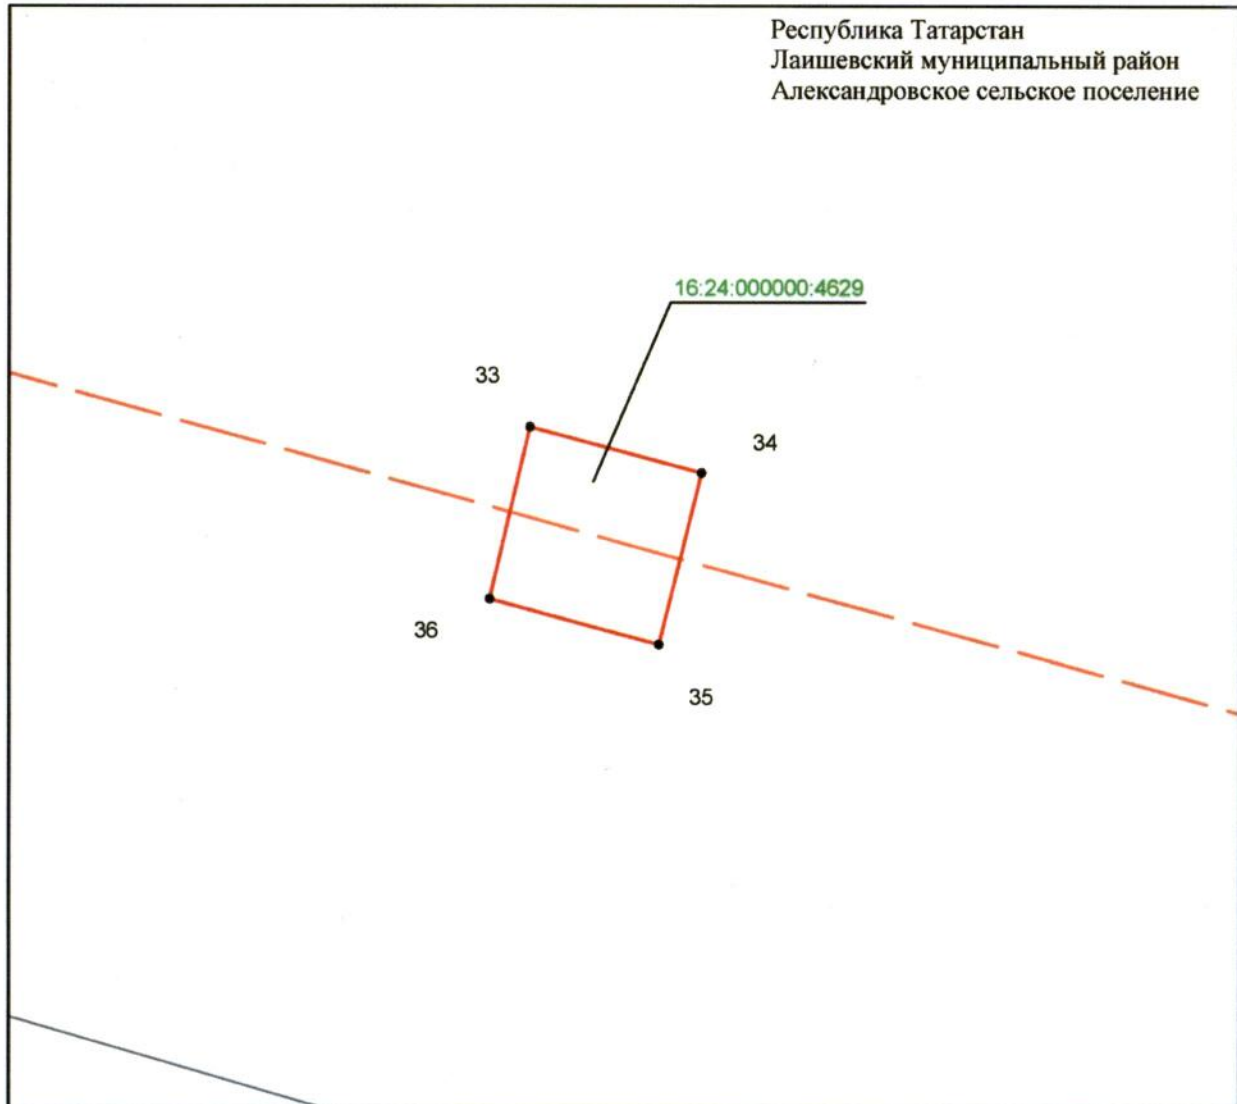 Республика Татарстан
Лаишевский муниципальный район
Александровское сельское поселение
16:24:000000:4629
33
34
36
35